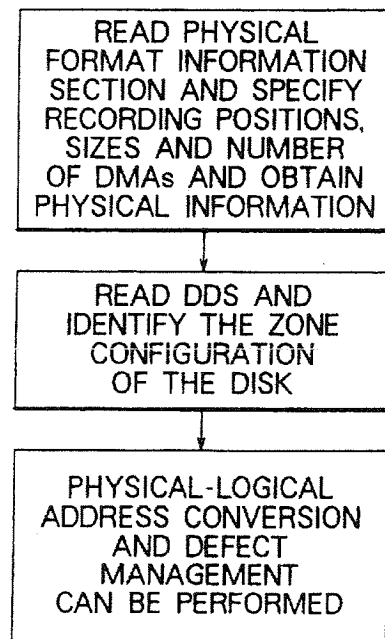 READ PHYSICAL
FORMAT INFORMATION
SECTION AND SPECIFY
RECORDING POSITIONS,
SIZES AND NUMBER
OF DMAs AND OBTAIN
PHYSICAL INFORMATION
READ DDS AND
IDENTIFY THE ZONE
CONFIGURATION
OF THE DISK
PHYSICAL-LOGICAL
ADDRESS CONVERSION
AND DEFECT
MANAGEMENT
CAN BE PERFORMED